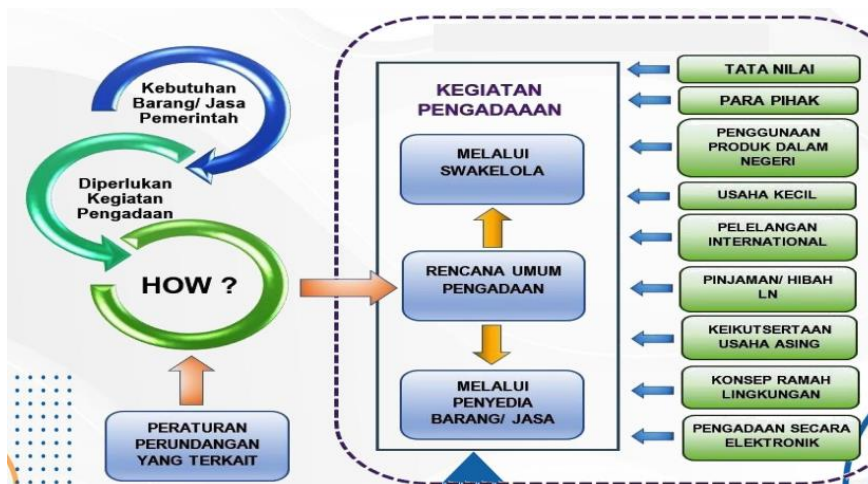 Kebutuhan
Barang/ Jasa
Pemerintah
Diperlukan
Kegiatan
Pengadaan
HOW ?
PERATURAN
PERUNDANGAN
YANG TERKAIT
KEGIATAN
PENGADAAAN
MELALUI
SWAKELOLA
RENCANA UMUM
PENGADAAN
MELALUI
PENYEDIA
BARANG/ JASA
TATA NILAI
PARA PIHAK
PENGGUNAAN
PRODUK DALAM
NEGERI
USAHA KECIL
PELELANGAN
INTERNATIONAL
PINJAMAN/ HIBAH
LN
KEIKUTSERTAAN
USAHA ASING
KONSEP RAMAH
LINGKUNGAN
PENGADAAN SECARA
ELEKTRONIK